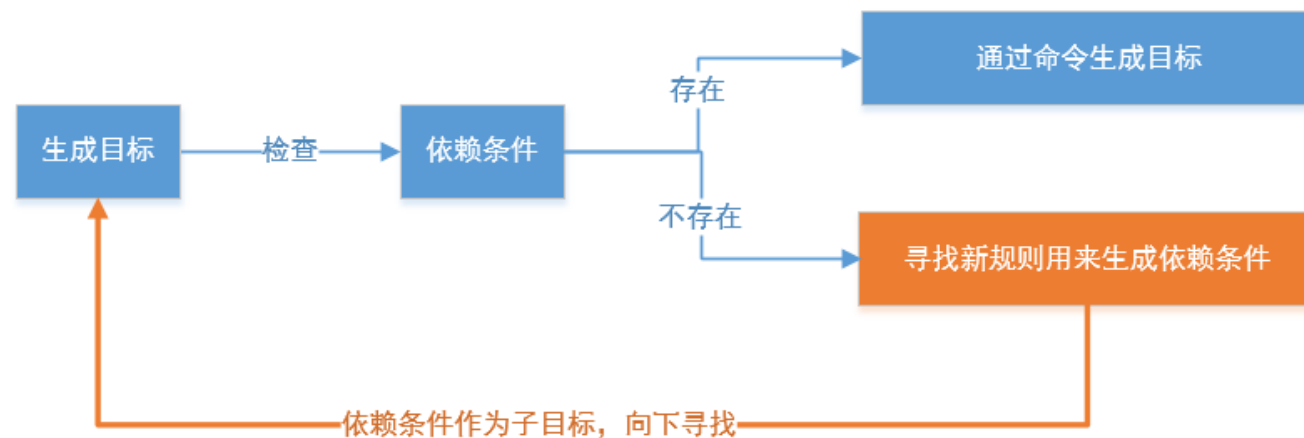 通过命令生成目标
存在
生成目标
检查
依赖条件
不存在
寻找新规则用来生成依赖条件
依赖条件作为子目标，向下寻找